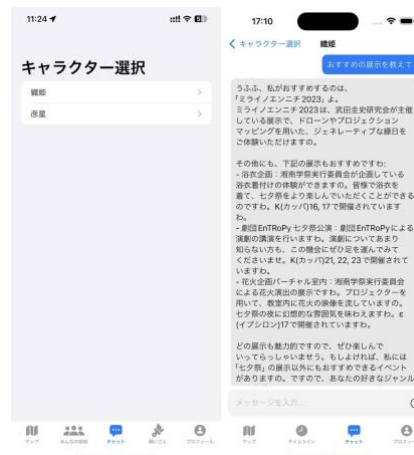 11:24
キャラクター選択
織姫
彦星
マップ
みんなの投稿
チャット
願いごと
プロフィール
17:10
キャラクター選択
織姫
おすすめの展示を教えて
うふふ、私がおすすめするのは、
「ミライノエンニチ 2023」よ。
ミライノエンニチ 2023は、武田圭史研究会が主催
している展示で、ドローンやプロジェクション
マッピングを用いた、ジェネレーティブな縁日を
ご体験いただけますの。
その他にも、下記の展示もおすすめですわ:
- 浴衣企画：湘南学祭実行委員会が企画している
浴衣着付けの体験ができますの。皆様で浴衣を
着て、七夕祭をより楽しんでいただくことができる
のですわ。K(カッパ)16, 17で開催されています
わ。
- 劇団EnTRoPy 七夕祭公演：劇団EnTRoPyによる
演劇の講演を行いますわ。演劇についてあまり
知らない方も、この機会にぜひ足を運んでみて
くださいませ。K(カッパ)21, 22, 23で開催されて
いますわ。
- 花火企画バーチャル室内：湘南学祭実行委員会
による花火演出の展示ですわ。プロジェクターを
用いて、教室内に花火の映像を流していますの。
七夕祭の夜に幻想的な雰囲気を味わえますわ。ε
(イプシロン)17で開催されていますわ。
どの展示も魅力的ですので、ぜひ楽しんで
いってらっしゃいませう。もしよければ、私には
「七夕祭」の展示以外にもおすすめできるイベント
がありますの。ですので、あなたの好きなジャンル
メッセージを入力...
マップ
タイムライン
チャット